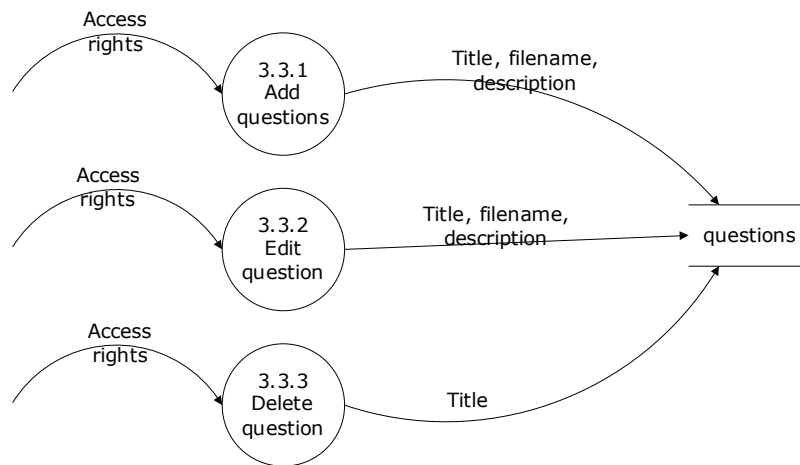 Access
rights
3.3.1
Add
questions
Title, filename,
description
Access
rights
3.3.2
Edit
question
Title, filename,
description
questions
Access
rights
3.3.3
Delete
question
Title